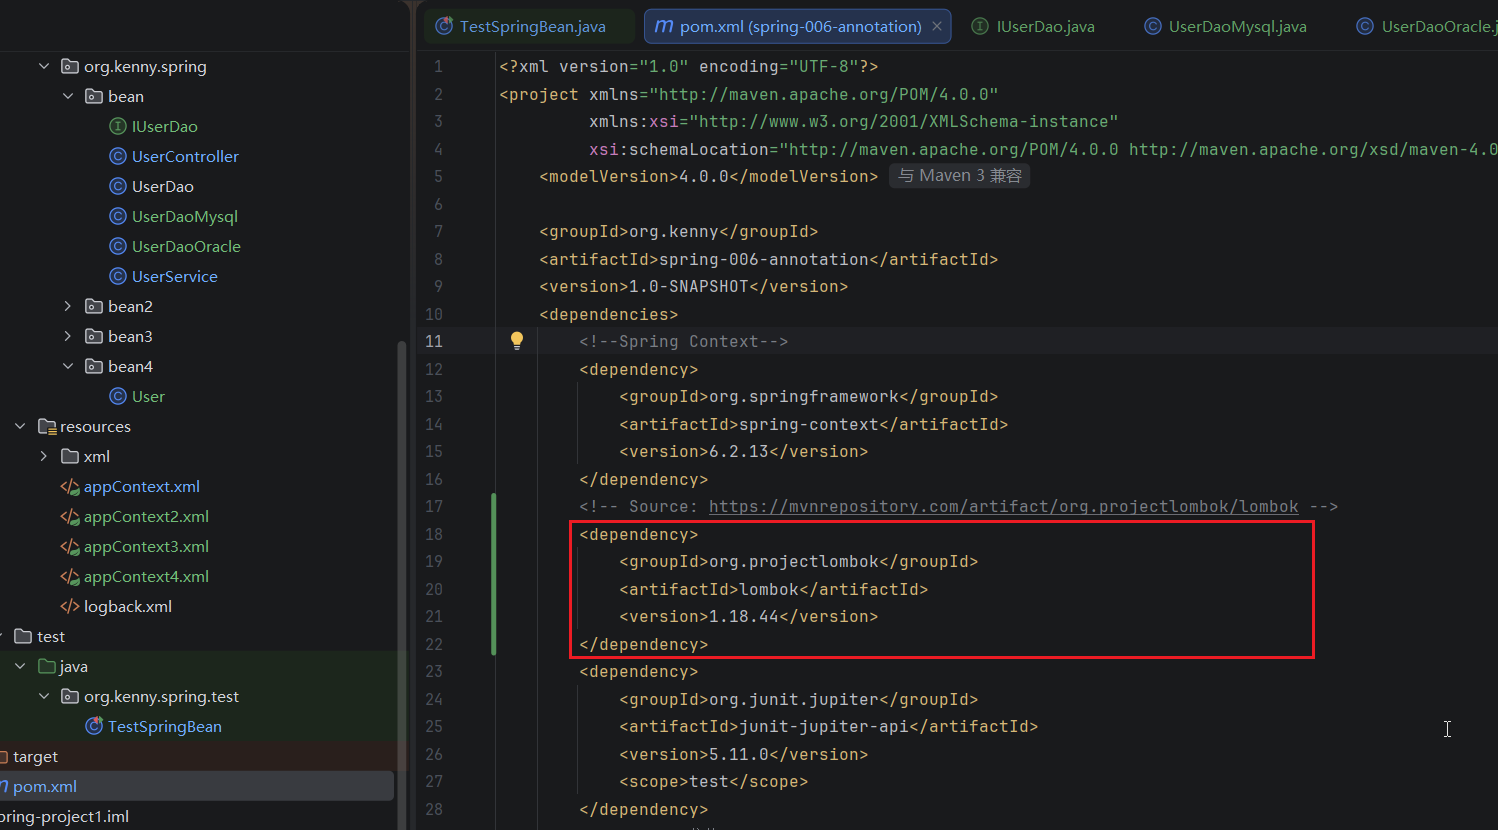 TestSpringBean.java
pom.xml (spring-006-annotation)
IUserDao.java
UserDaoMysql.java
UserDaoOracle.j
org.kenny.spring
bean
IUserDao
UserController
UserDao
UserDaoMysql
UserDaoOracle
UserService
bean2
bean3
bean4
User
resources
xml
appContext.xml
appContext2.xml
appContext3.xml
appContext4.xml
logback.xml
test
java
org.kenny.spring.test
TestSpringBean
target
pom.xml
pring-project1.iml
1 <?xml version="1.0" encoding="UTF-8"?>
2 <project xmlns="http://maven.apache.org/POM/4.0.0"
3 xmlns:xsi="http://www.w3.org/2001/XMLSchema-instance"
4 xsi:schemaLocation="http://maven.apache.org/POM/4.0.0 http://maven.apache.org/xsd/maven-4.0
5 <modelVersion>4.0.0</modelVersion> 与 Maven 3 兼容
6
7 <groupId>org.kenny</groupId>
8 <artifactId>spring-006-annotation</artifactId>
9 <version>1.0-SNAPSHOT</version>
10 <dependencies>
11 <!--Spring Context-->
12 <dependency>
13 <groupId>org.springframework</groupId>
14 <artifactId>spring-context</artifactId>
15 <version>6.2.13</version>
16 </dependency>
17 <!-- Source: https://mvnrepository.com/artifact/org.projectlombok/lombok -->
18 <dependency>
19 <groupId>org.projectlombok</groupId>
20 <artifactId>lombok</artifactId>
21 <version>1.18.44</version>
22 </dependency>
23 <dependency>
24 <groupId>org.junit.jupiter</groupId>
25 <artifactId>junit-jupiter-api</artifactId>
26 <version>5.11.0</version>
27 <scope>test</scope>
28 </dependency>